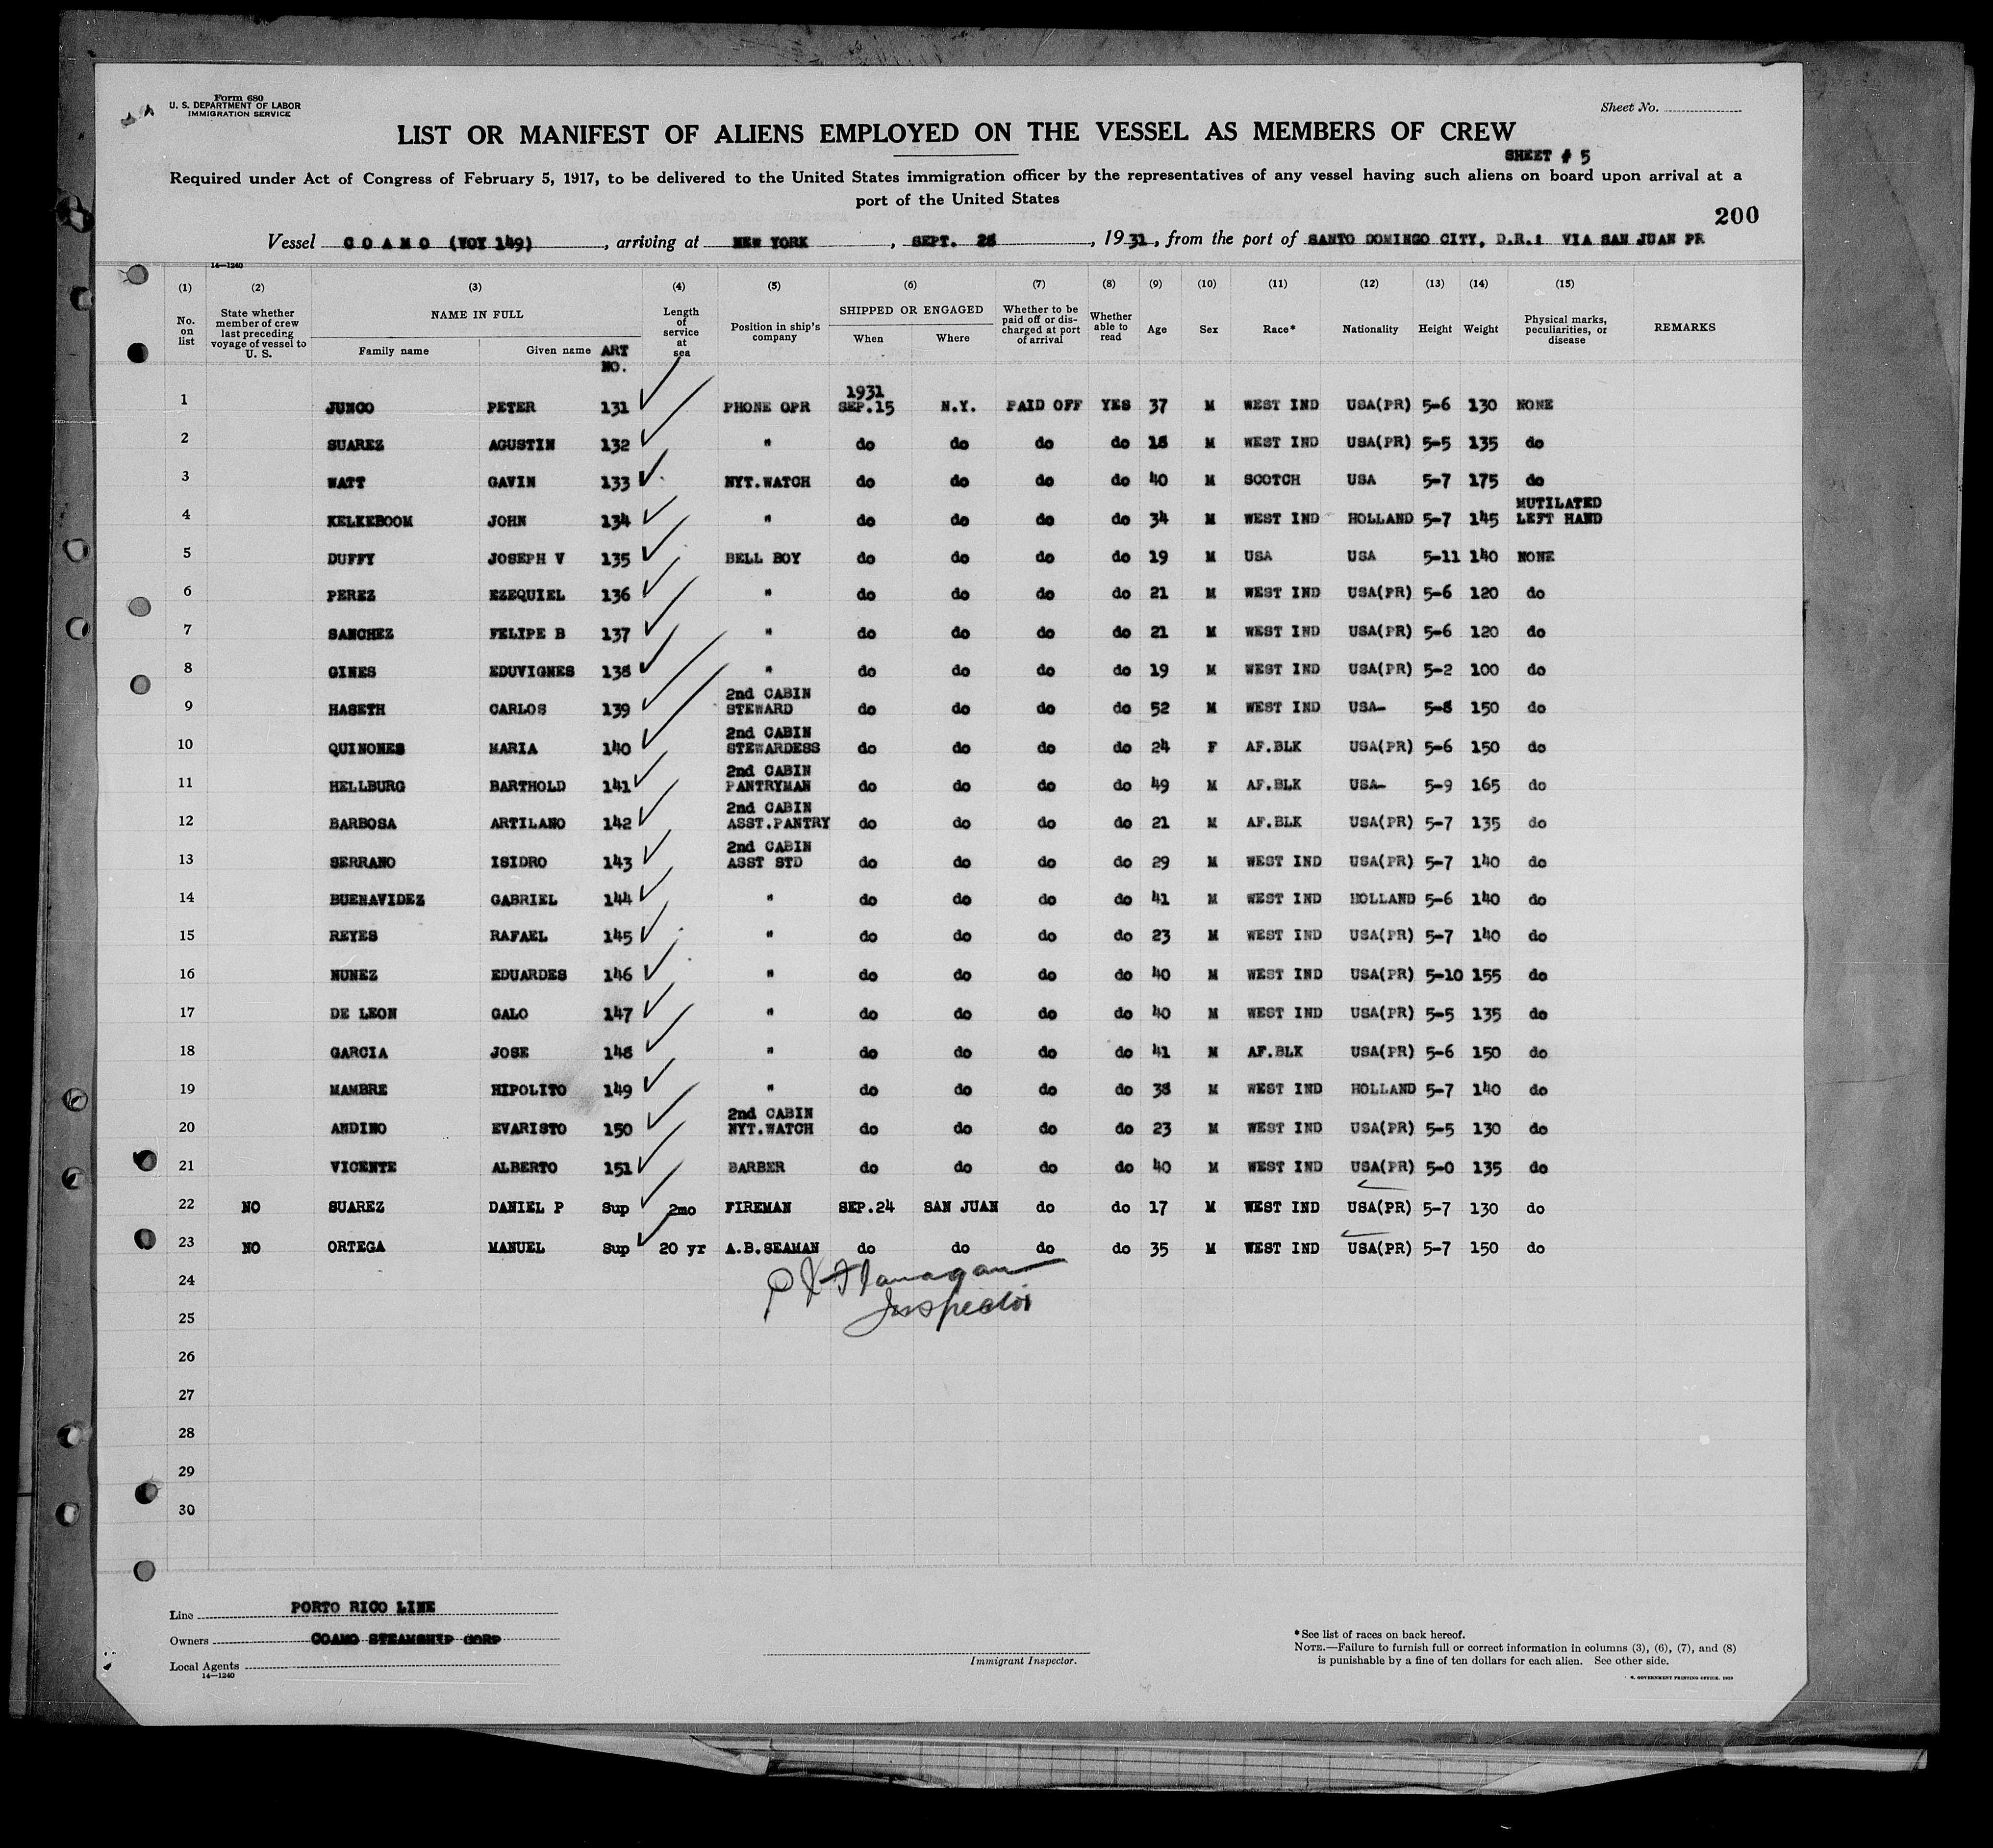 Form 680
U. S. DEPARTMENT OF LABOR
IMMIGRATION SERVICE
Sheet No.
LIST OR MANIFEST OF ALIENS EMPLOYED ON THE VESSEL AS MEMBERS OF CREW
SHEET # 5
Required under Act of Congress of February 5, 1917, to be delivered to the United States immigration officer by the representatives of any vessel having such aliens on board upon arrival at a
port of the United States
200
Vessel COAMO (VOY 149), arriving at NEW YORK, SEPT. 28, 1931, from the port of SANTO DOMINGO CITY, D.R.: VIA SAN JUAN PR
14—1240
(1) (2) (3) (4) (5) (6) (7) (8) (9) (10) (11) (12) (13) (14) (15)
No. on list
State whether member of crew last preceding voyage of vessel to U. S.
NAME IN FULL
Family name
Given name
ART NO.
Length of service at sea
Position in ship's company
SHIPPED OR ENGAGED
When
Where
Whether to be paid off or discharged at port of arrival
Whether able to read
Age
Sex
Race*
Nationality
Height
Weight
Physical marks, peculiarities, or disease
REMARKS
1931
1 JUNCO PETER 131 PHONE OPR SEP.15 N.Y. PAID OFF YES 37 M WEST IND USA(PR) 5-6 130 NONE
2 SUAREZ AGUSTIN 132 " do do do do 18 M WEST IND USA(PR) 5-5 135 do
3 WATT GAVIN 133 NYT.WATCH do do do do 40 M SCOTCH USA 5-7 175 do
4 KELKEBOOM JOHN 134 " do do do do 34 M WEST IND HOLLAND 5-7 145 MUTILATED LEFT HAND
5 DUFFY JOSEPH V 135 BELL BOY do do do do 19 M USA USA 5-11 140 NONE
6 PEREZ EZEQUIEL 136 " do do do do 21 M WEST IND USA(PR) 5-6 120 do
7 SANCHEZ FELIPE B 137 " do do do do 21 M WEST IND USA(PR) 5-6 120 do
8 GINES EDUVIGNES 138 " do do do do 19 M WEST IND USA(PR) 5-2 100 do
9 HASETH CARLOS 139 2nd CABIN STEWARD do do do do 52 M WEST IND USA- 5-8 150 do
10 QUINONES MARIA 140 2nd CABIN STEWARDESS do do do do 24 F AF.BLK USA(PR) 5-6 150 do
11 HELLBURG BARTHOLD 141 2nd CABIN PANTRYMAN do do do do 49 M AF.BLK USA- 5-9 165 do
12 BARBOSA ARTILANO 142 2nd CABIN ASST.PANTRY do do do do 21 M AF.BLK USA(PR) 5-7 135 do
13 SERRANO ISIDRO 143 2nd CABIN ASST STD do do do do 29 M WEST IND USA(PR) 5-7 140 do
14 BUENAVIDEZ GABRIEL 144 " do do do do 41 M WEST IND HOLLAND 5-6 140 do
15 REYES RAFAEL 145 " do do do do 23 M WEST IND USA(PR) 5-7 140 do
16 NUNEZ EDUARDES 146 " do do do do 40 M WEST IND USA(PR) 5-10 155 do
17 DE LEON GALO 147 " do do do do 40 M WEST IND USA(PR) 5-5 135 do
18 GARCIA JOSE 148 " do do do do 41 M AF.BLK USA(PR) 5-6 150 do
19 MAMBRE HIPOLITO 149 " do do do do 38 M WEST IND HOLLAND 5-7 140 do
20 ANDINO EVARISTO 150 2nd CABIN NYT.WATCH do do do do 23 M WEST IND USA(PR) 5-5 130 do
21 VICENTE ALBERTO 151 BARBER do do do do 40 M WEST IND USA(PR) 5-0 135 do
22 NO SUAREZ DANIEL P Sup 2mo FIREMAN SEP.24 SAN JUAN do do 17 M WEST IND USA(PR) 5-7 130 do
23 NO ORTEGA MANUEL Sup 20 yr A.B.SEAMAN do do do do 35 M WEST IND USA(PR) 5-7 150 do
24
Flanagan
Inspector
25
26
27
28
29
30
Line PORTO RICO LINE
Owners COAMO STEAMSHIP CORP
Local Agents
14—1240
Immigrant Inspector.
*See list of races on back hereof.
NOTE.—Failure to furnish full or correct information in columns (3), (6), (7), and (8)
is punishable by a fine of ten dollars for each alien. See other side.
GOVERNMENT PRINTING OFFICE